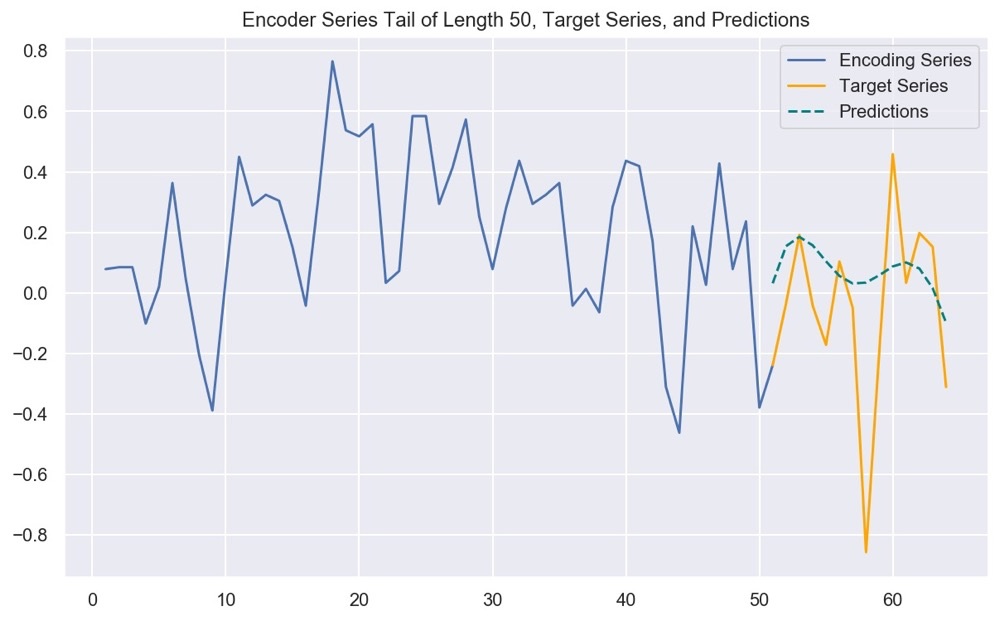 Encoder Series Tail of Length 50, Target Series, and Predictions
Encoding Series
Target Series
Predictions
0.8
0.6
0.4
0.2
0.0
−0.2
−0.4
−0.6
−0.8
0 10 20 30 40 50 60